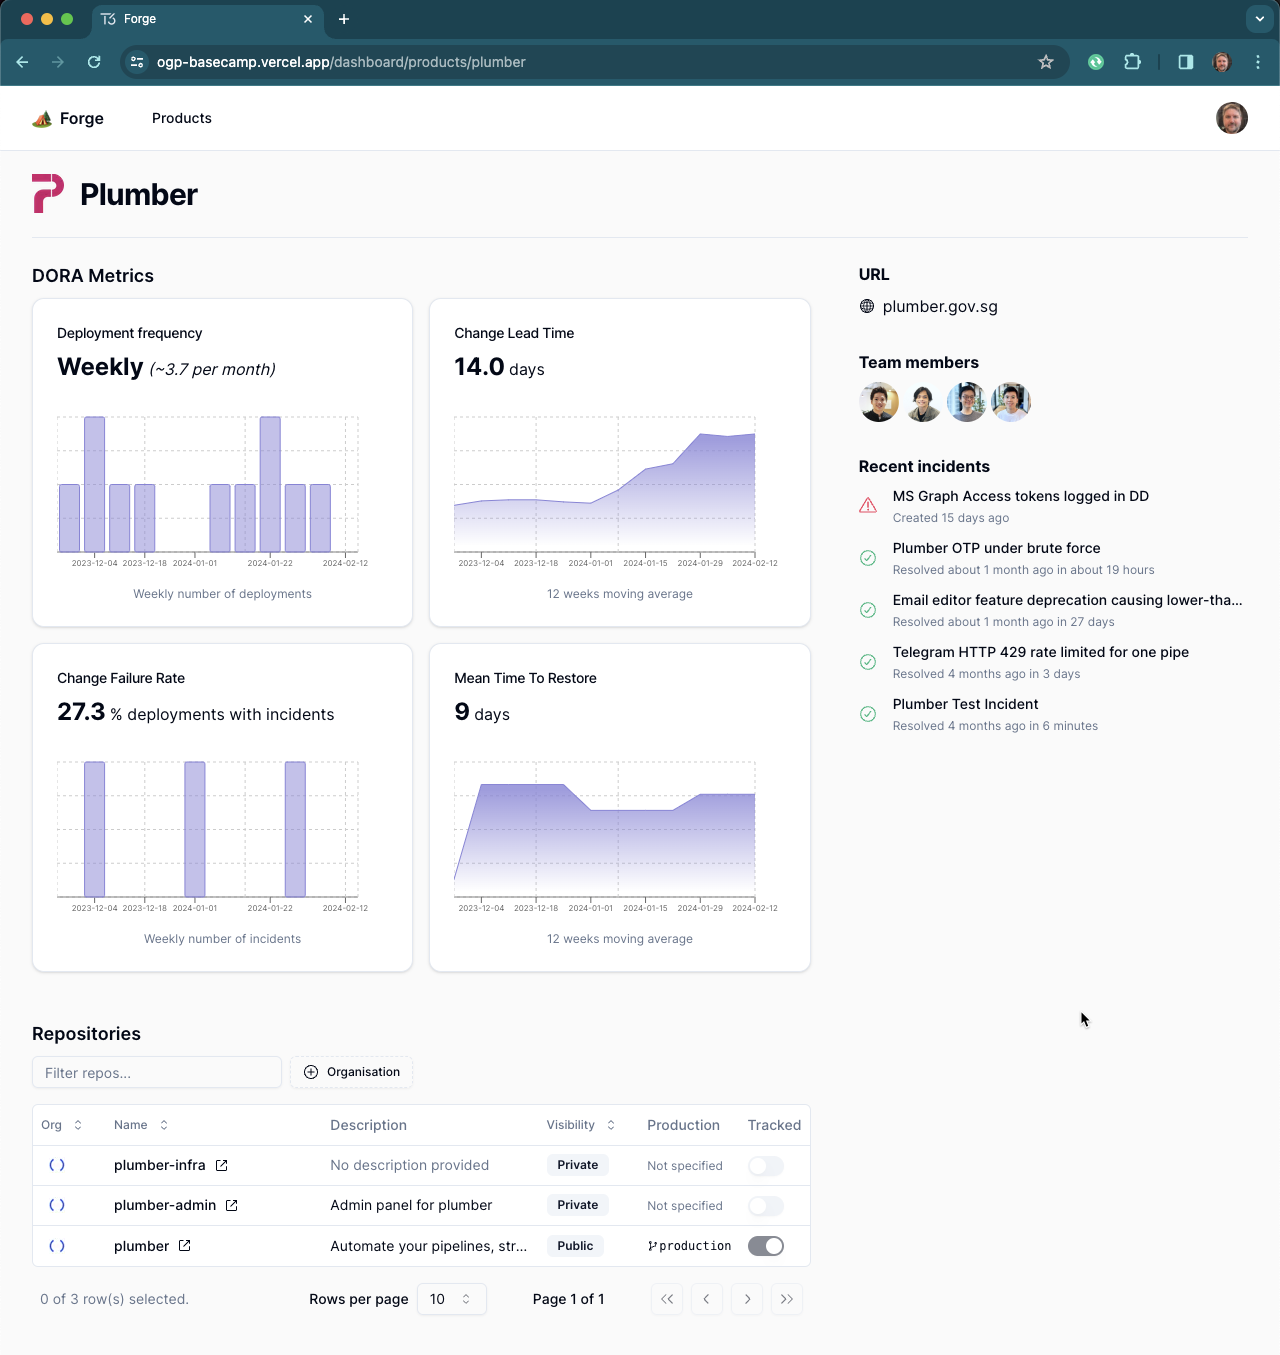 Forge
ogp-basecamp.vercel.app/dashboard/products/plumber
Forge
Products
Plumber
DORA Metrics
Deployment frequency
Weekly (~3.7 per month)
2023-12-04 2023-12-18 2024-01-01 2024-01-22 2024-02-12
Weekly number of deployments
Change Lead Time
14.0 days
2023-12-04 2023-12-18 2024-01-01 2024-01-15 2024-01-29 2024-02-12
12 weeks moving average
Change Failure Rate
27.3 % deployments with incidents
2023-12-04 2023-12-18 2024-01-01 2024-01-22 2024-02-12
Weekly number of incidents
Mean Time To Restore
9 days
2023-12-04 2023-12-18 2024-01-01 2024-01-15 2024-01-29 2024-02-12
12 weeks moving average
URL
plumber.gov.sg
Team members
Recent incidents
MS Graph Access tokens logged in DD
Created 15 days ago
Plumber OTP under brute force
Resolved about 1 month ago in about 19 hours
Email editor feature deprecation causing lower-tha...
Resolved about 1 month ago in 27 days
Telegram HTTP 429 rate limited for one pipe
Resolved 4 months ago in 3 days
Plumber Test Incident
Resolved 4 months ago in 6 minutes
Repositories
Filter repos...
Organisation
Org Name Description Visibility Production Tracked
plumber-infra No description provided Private Not specified
plumber-admin Admin panel for plumber Private Not specified
plumber Automate your pipelines, str... Public production
0 of 3 row(s) selected.
Rows per page 10
Page 1 of 1